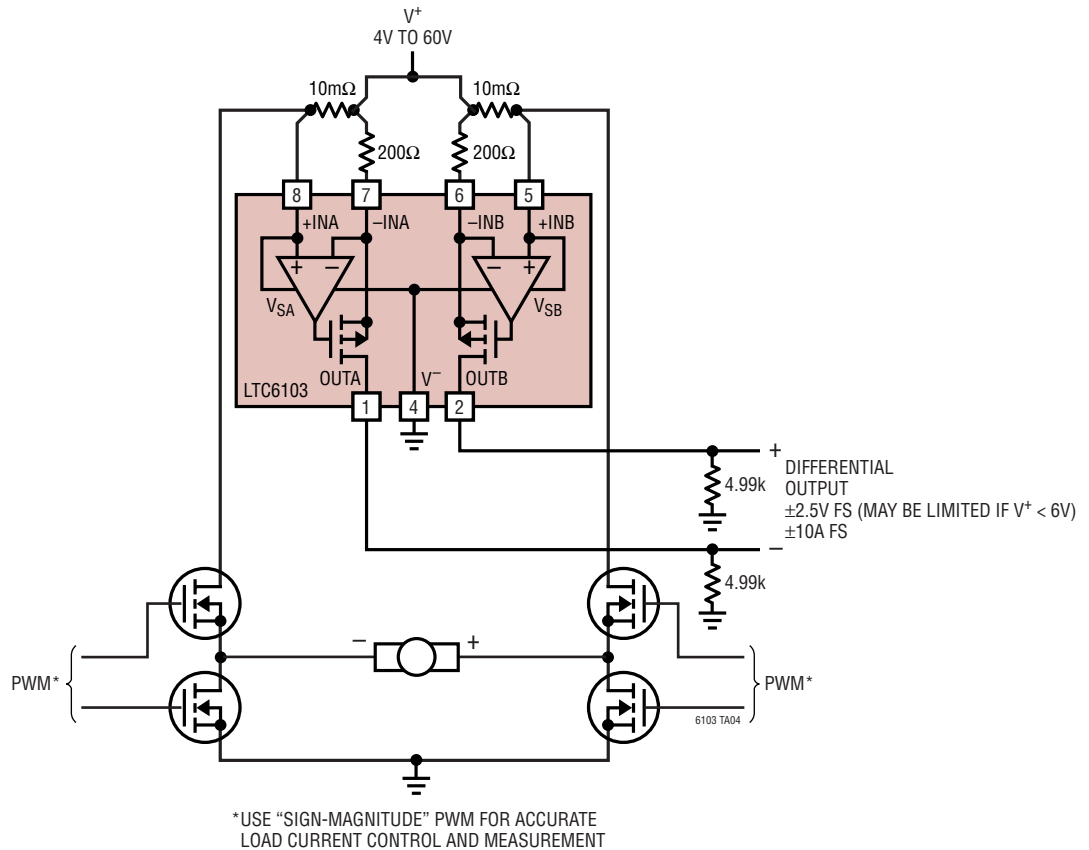 V+
4V TO 60V
10mΩ 10mΩ
200Ω 200Ω
8 7 6 5
+INA –INA –INB +INB
+ – – +
VSA VSB
OUTA V– OUTB
LTC6103
1 4 2
+
DIFFERENTIAL
4.99k OUTPUT
±2.5V FS (MAY BE LIMITED IF V+ < 6V)
±10A FS
–
4.99k
– +
PWM* PWM*
6103 TA04
*USE “SIGN-MAGNITUDE” PWM FOR ACCURATE
LOAD CURRENT CONTROL AND MEASUREMENT